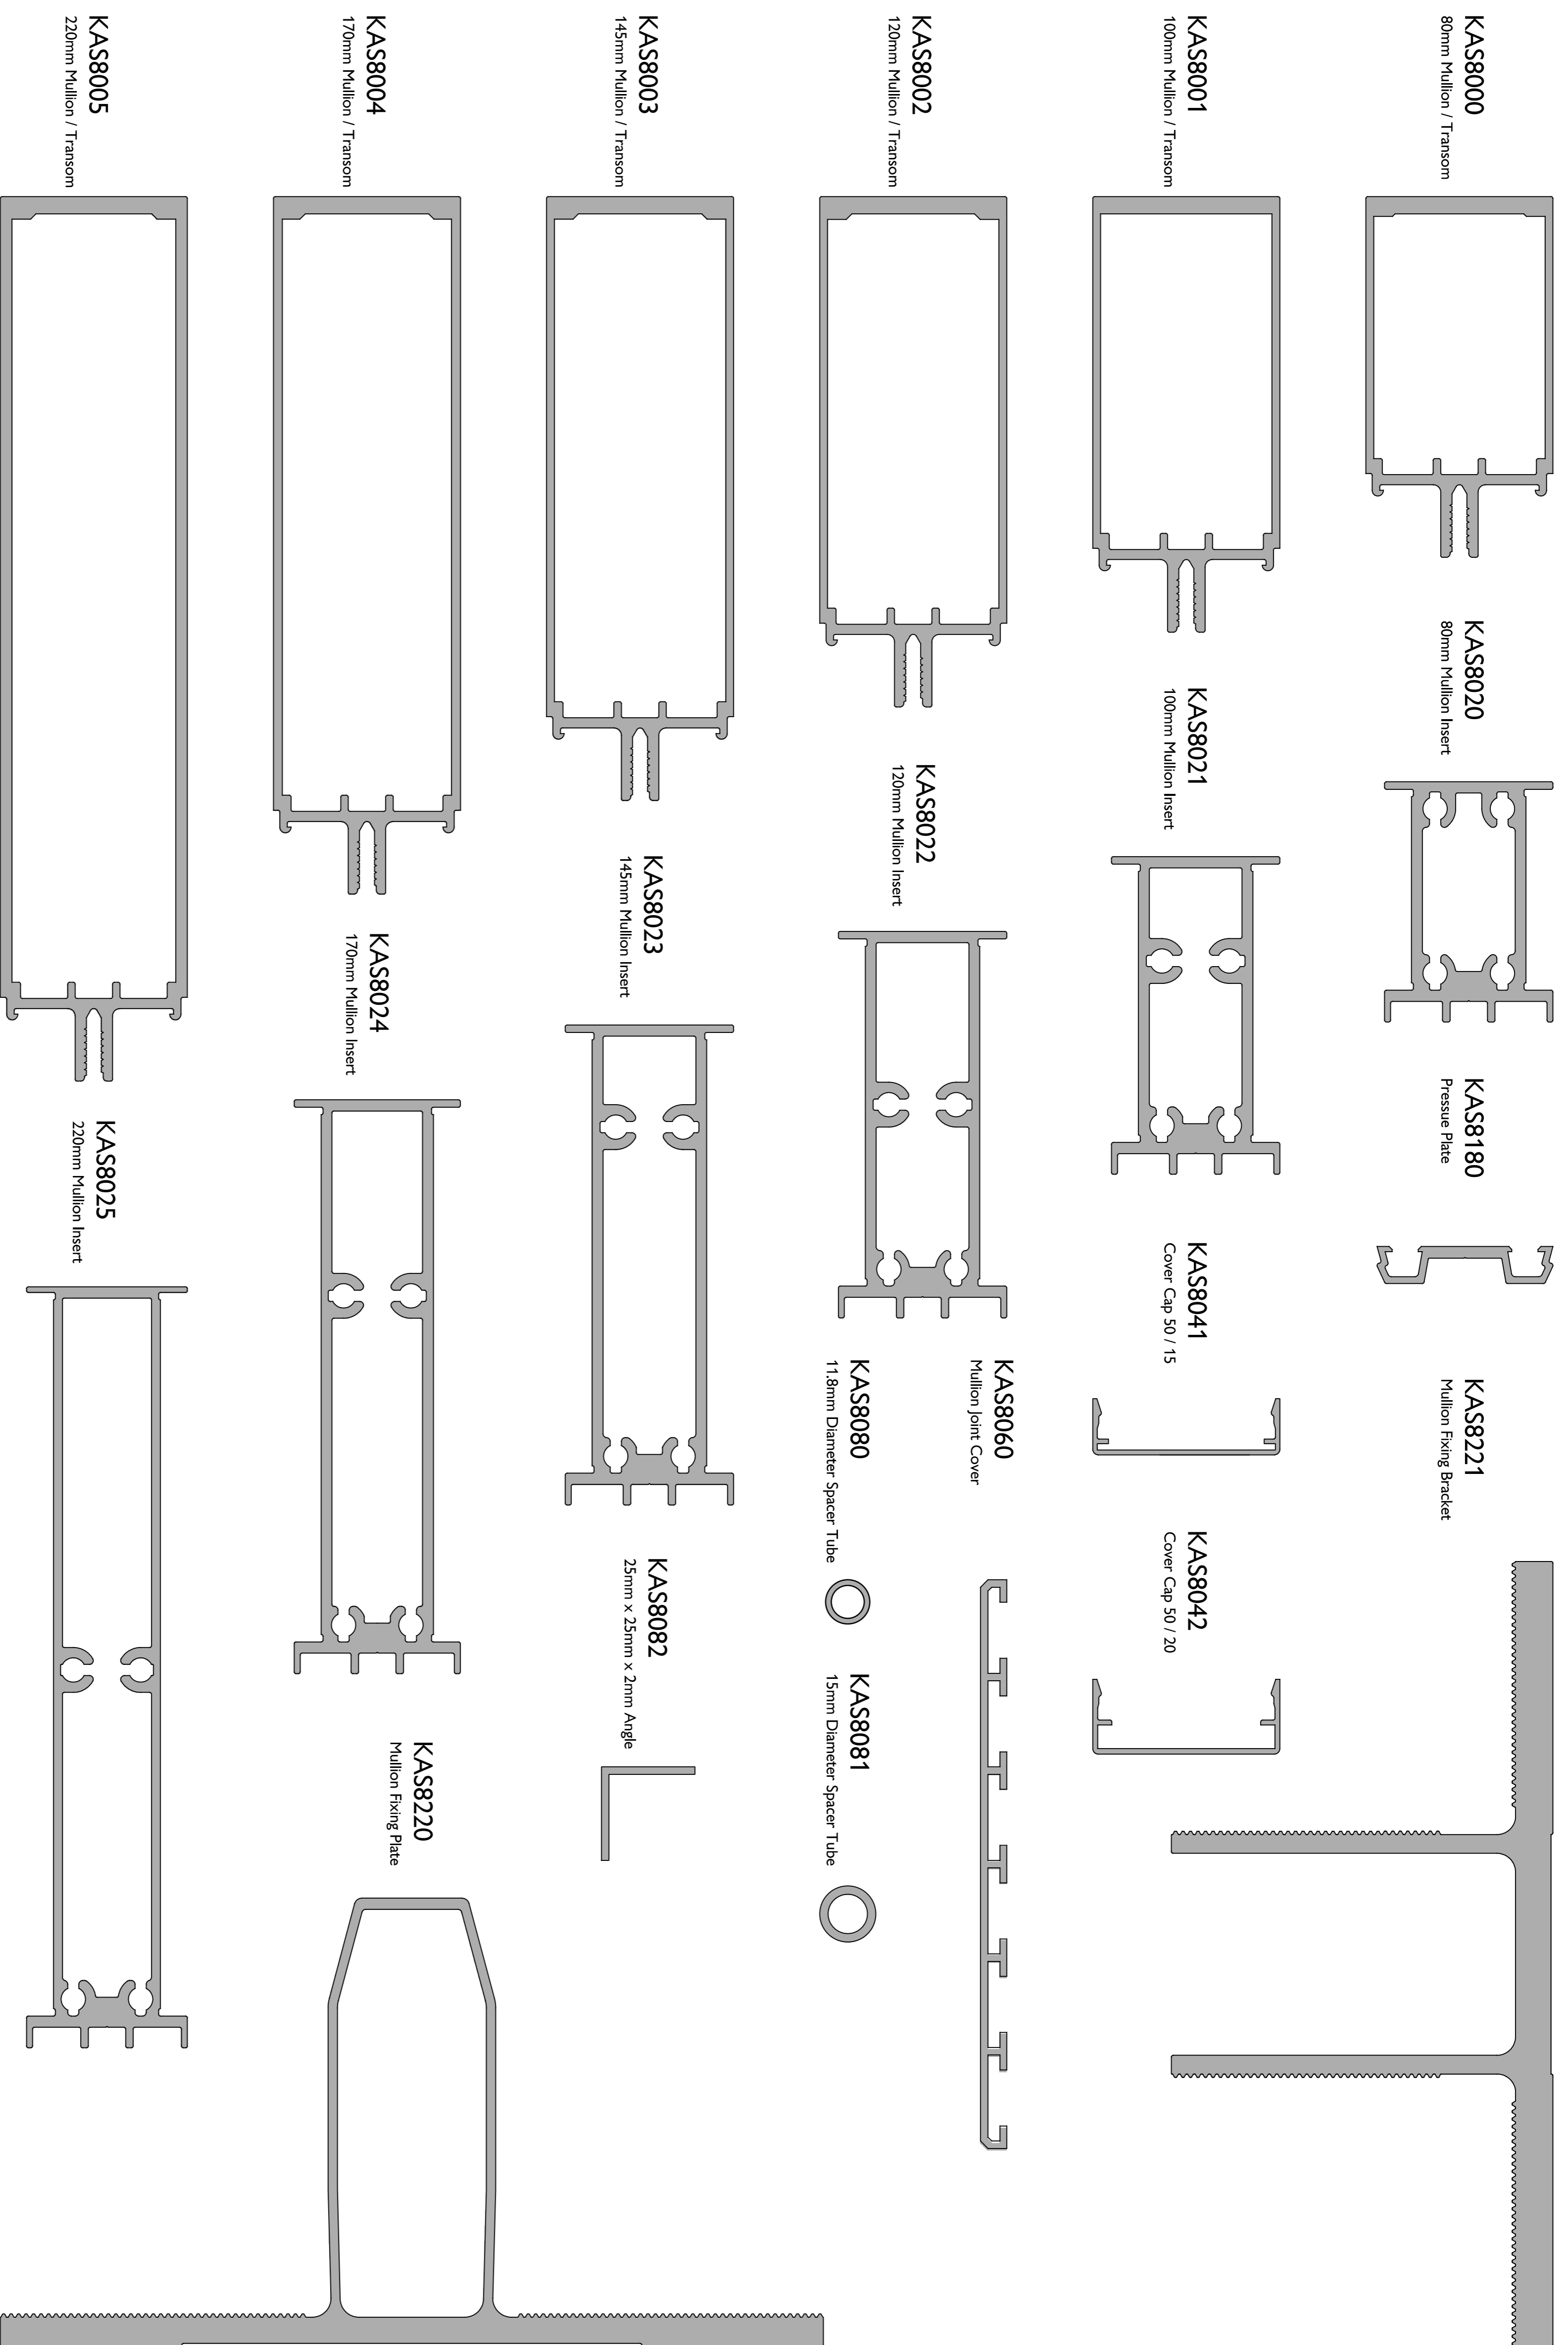 KAS8000
80mm Mullion / Transom
KAS8020
80mm Mullion Insert
KAS8180
Pressue Plate
KAS8221
Mullion Fixing Bracket
KAS8001
100mm Mullion / Transom
KAS8021
100mm Mullion Insert
KAS8041
Cover Cap 50 / 15
KAS8042
Cover Cap 50 / 20
KAS8002
120mm Mullion / Transom
KAS8022
120mm Mullion Insert
KAS8060
Mullion Joint Cover
KAS8080
11.8mm Diameter Spacer Tube
KAS8081
15mm Diameter Spacer Tube
KAS8003
145mm Mullion / Transom
KAS8023
145mm Mullion Insert
KAS8082
25mm x 25mm x 2mm Angle
KAS8004
170mm Mullion / Transom
KAS8024
170mm Mullion Insert
KAS8220
Mullion Fixing Plate
KAS8005
220mm Mullion / Transom
KAS8025
220mm Mullion Insert